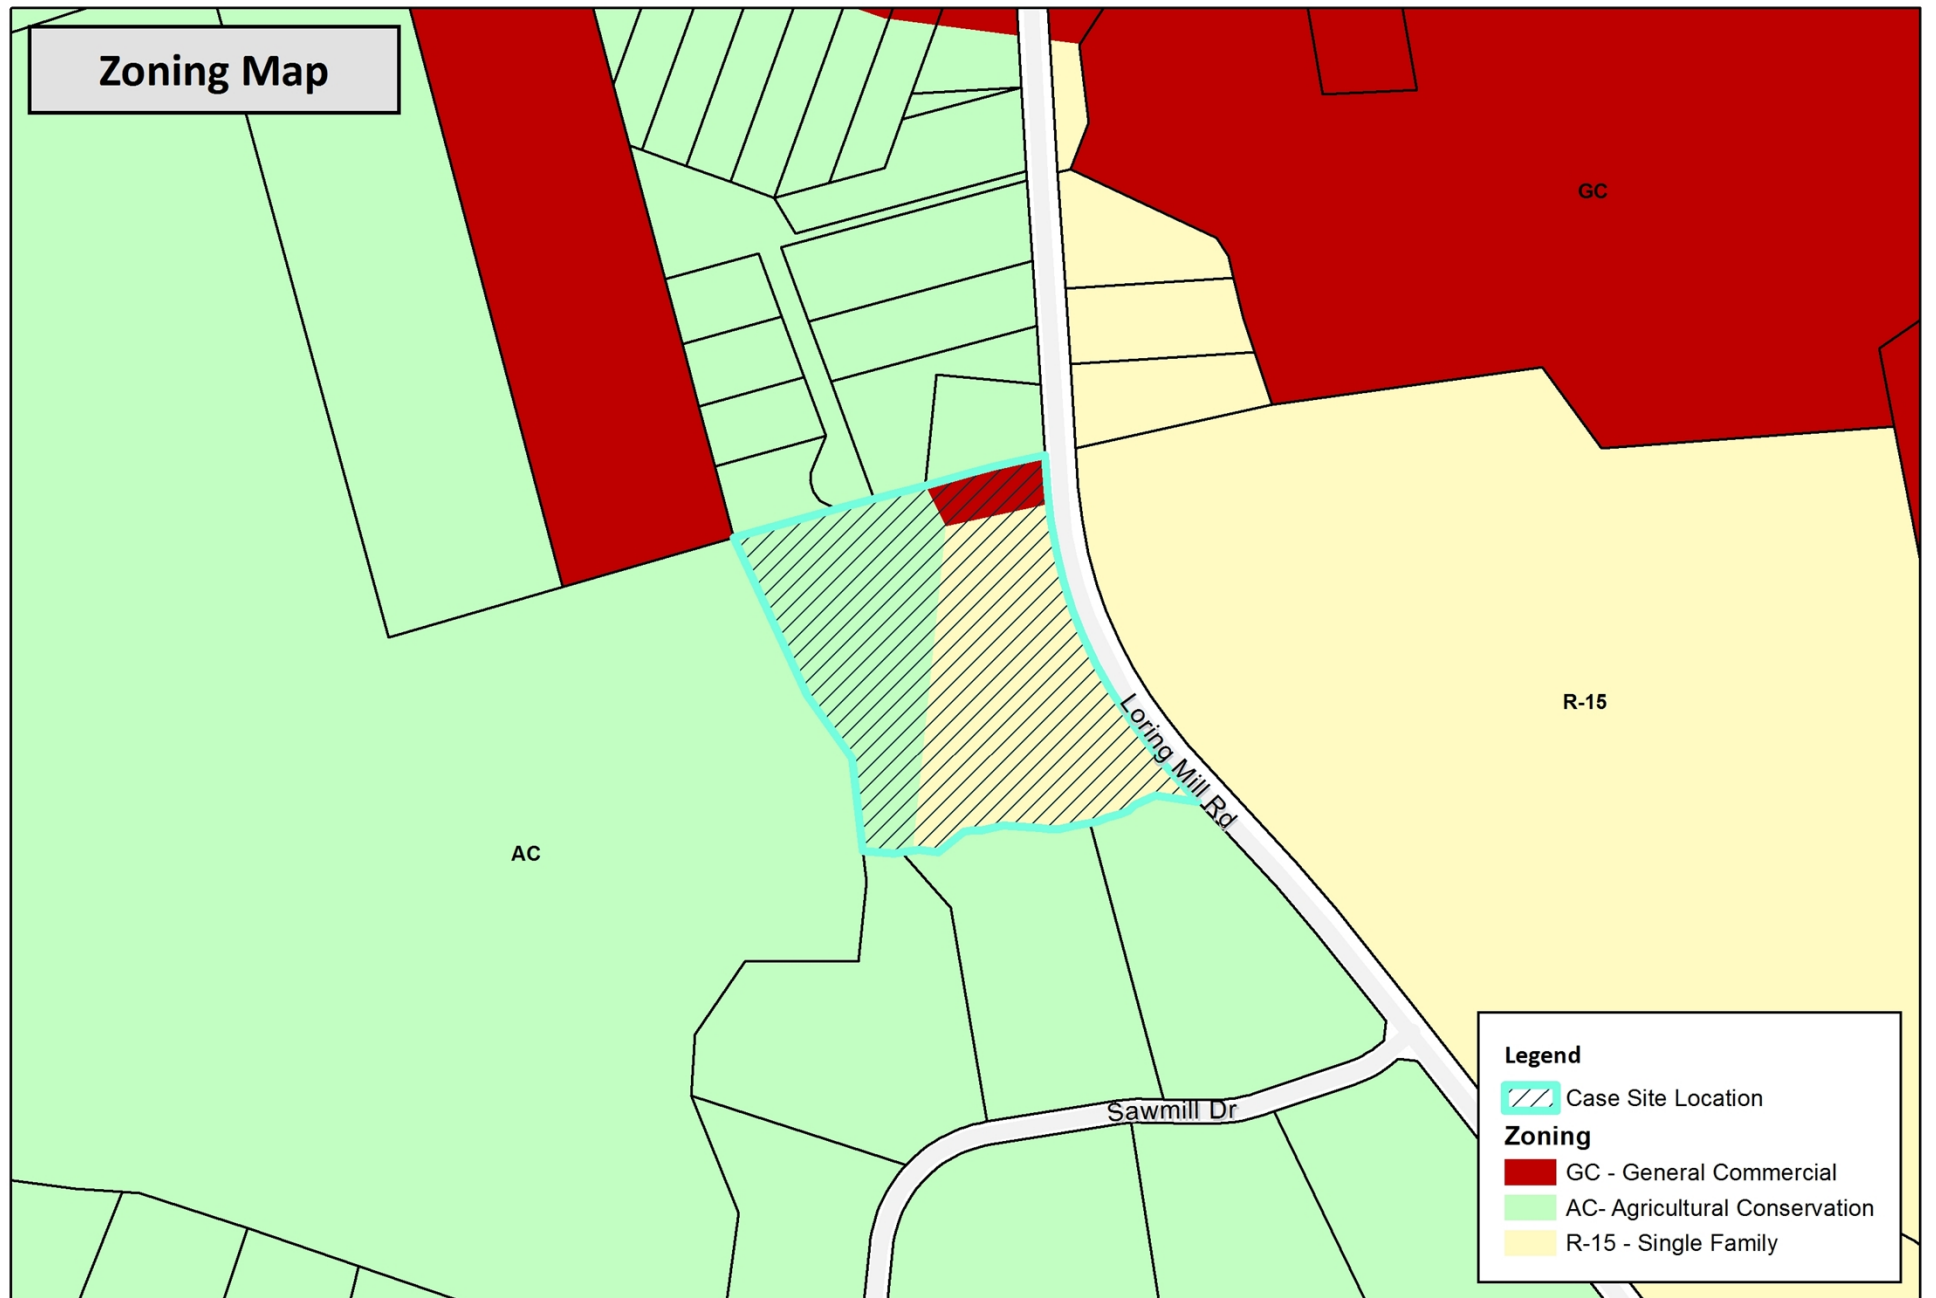 Zoning Map
GC
R-15
Loring Mill Rd
AC
Sawmill Dr
Legend
Case Site Location
Zoning
GC - General Commercial
AC- Agricultural Conservation
R-15 - Single Family